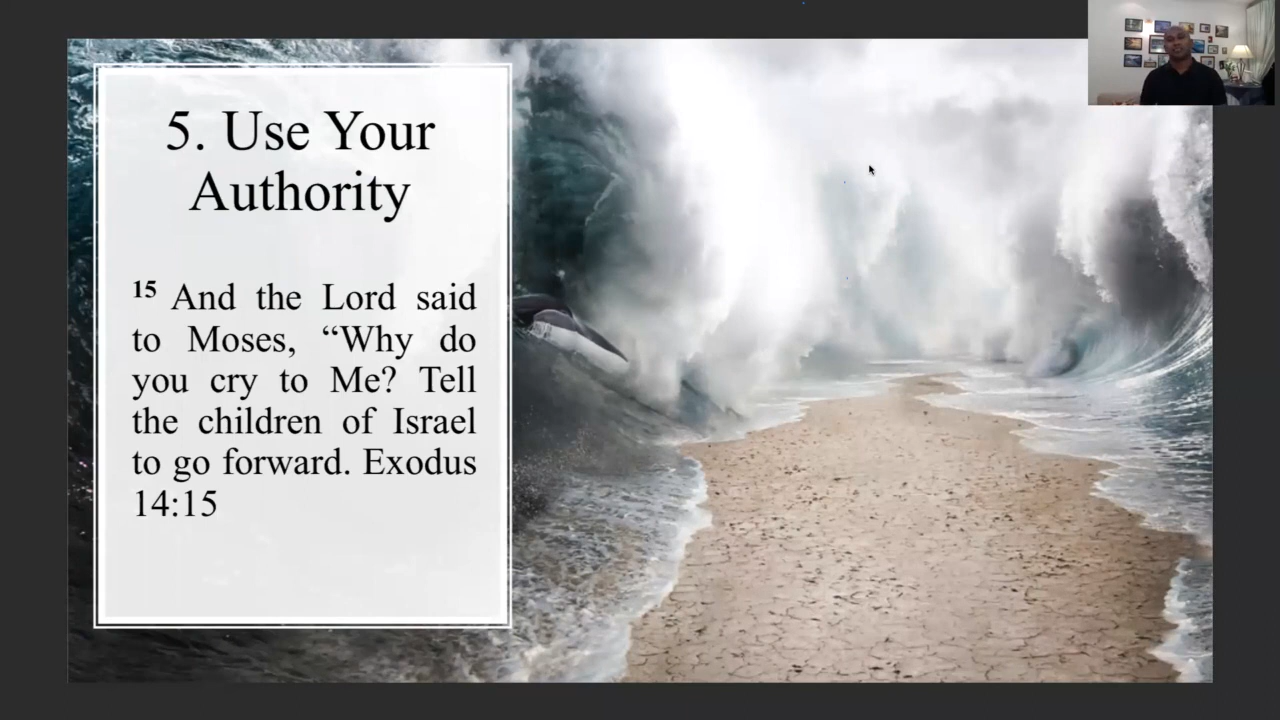 5. Use Your
Authority
15 And the Lord said
to Moses, “Why do
you cry to Me? Tell
the children of Israel
to go forward. Exodus
14:15